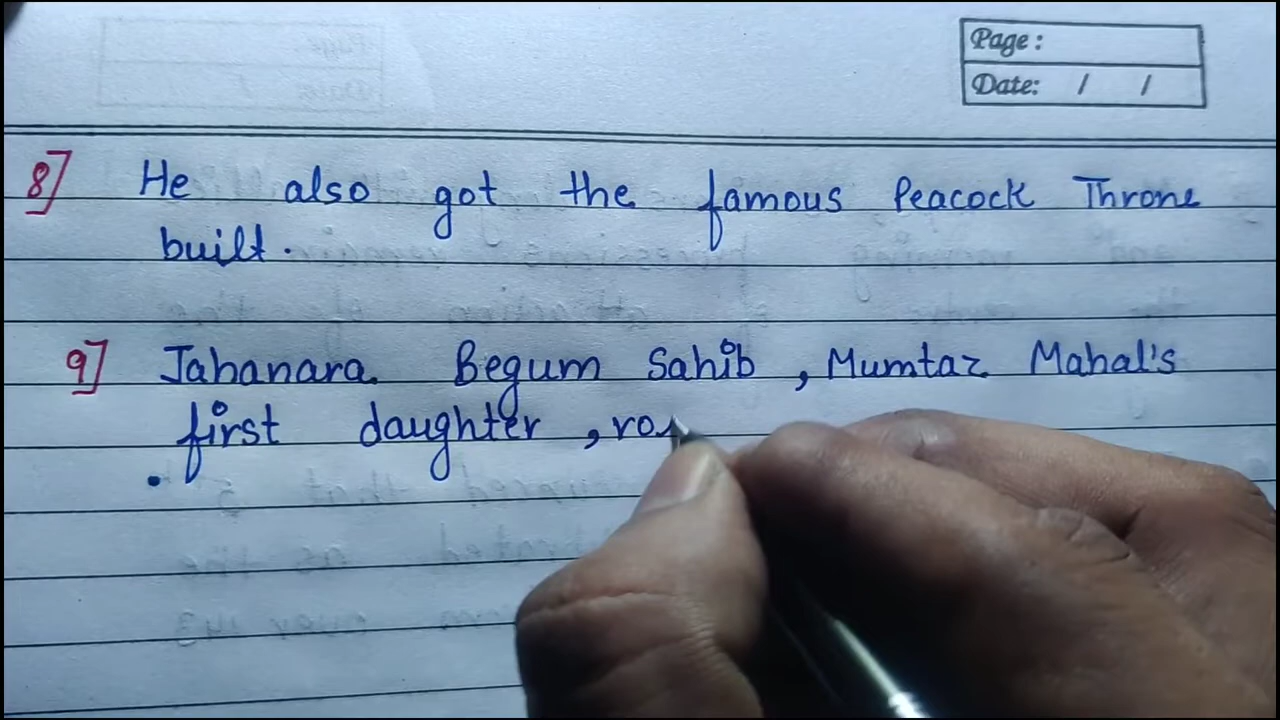 Page:
Date: / /
8] He also got the famous Peacock Throne
built.
9] Jahanara Begum Sahib, Mumtaz Mahal's
first daughter,